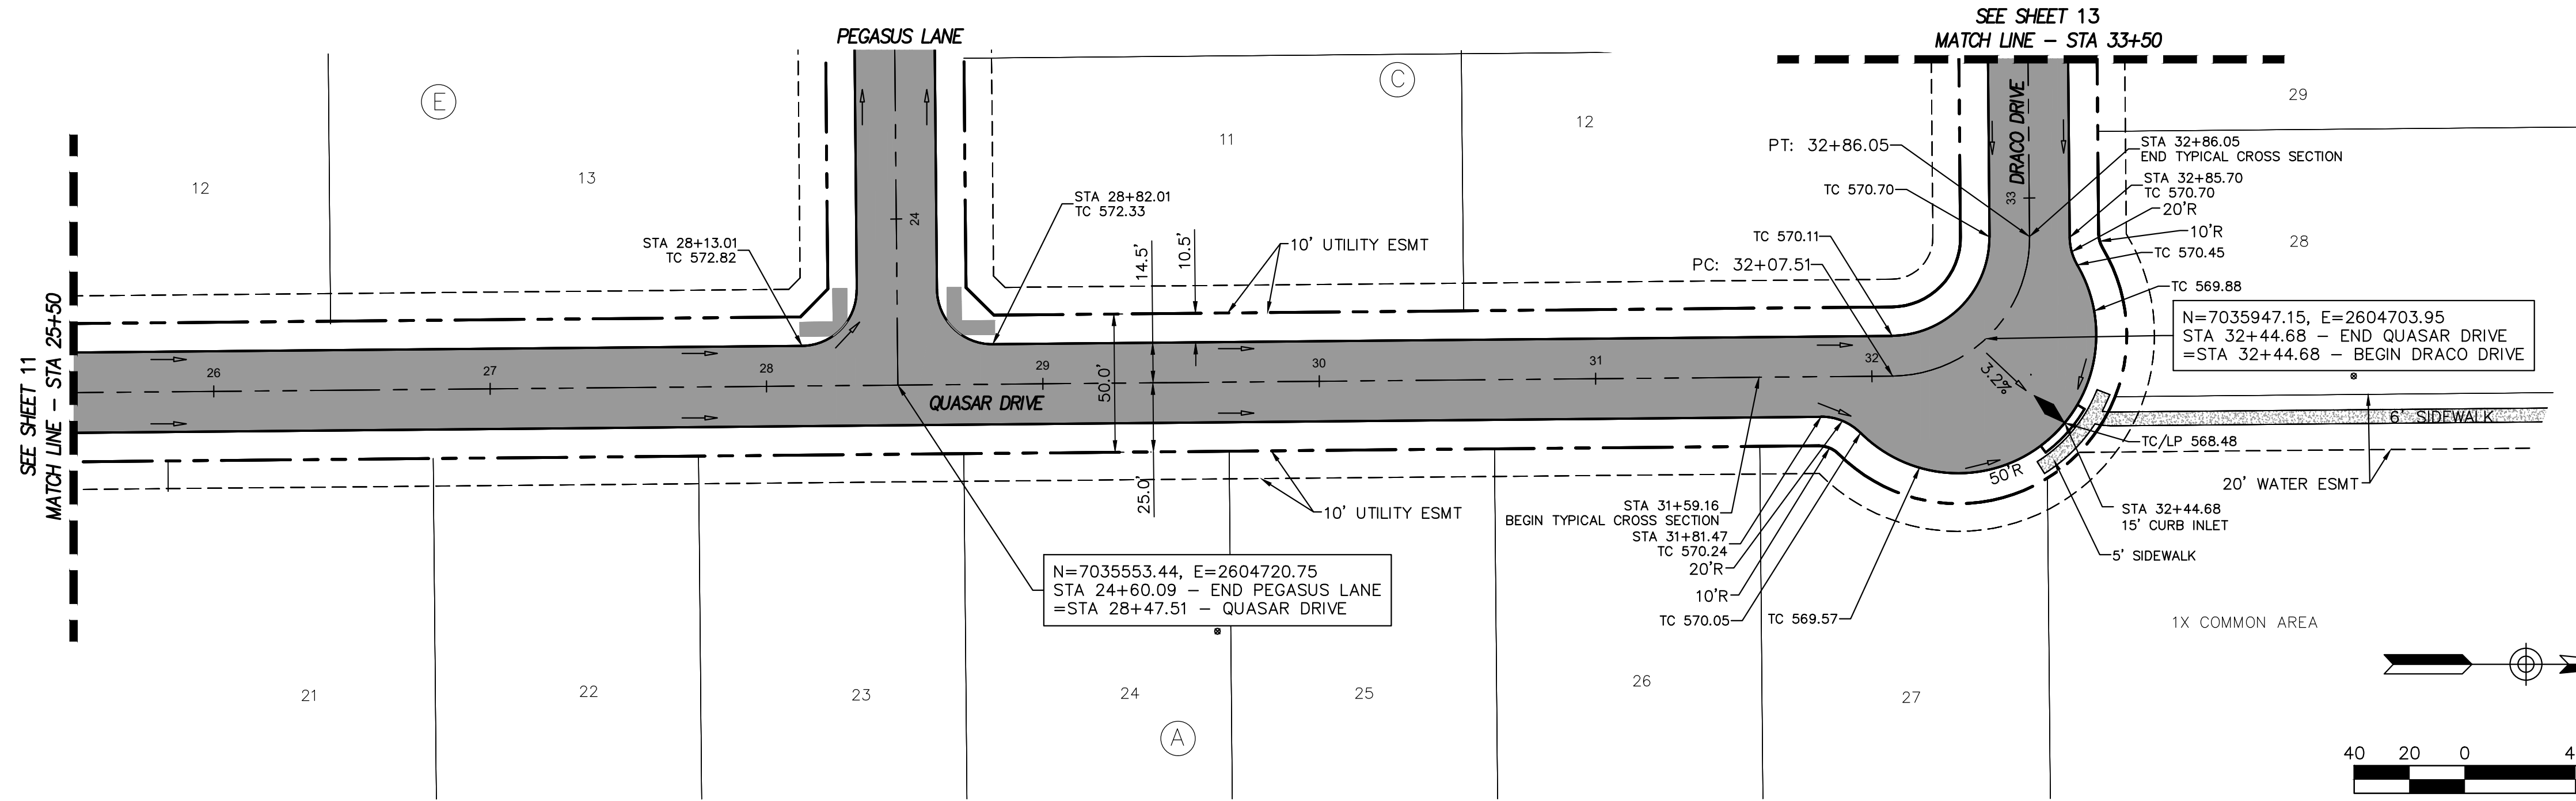 PEGASUS LANE
SEE SHEET 13
MATCH LINE – STA 33+50
E
C
12
13
11
12
29
28
DRACO DRIVE
33
24
PT: 32+86.05
STA 32+86.05
END TYPICAL CROSS SECTION
STA 32+85.70
TC 570.70
20'R
10'R
TC 570.45
TC 569.88
TC 570.70
TC 570.11
PC: 32+07.51
STA 28+82.01
TC 572.33
STA 28+13.01
TC 572.82
14.5'
10.5'
10' UTILITY ESMT
N=7035947.15, E=2604703.95
STA 32+44.68 – END QUASAR DRIVE
=STA 32+44.68 – BEGIN DRACO DRIVE
SEE SHEET 11
MATCH LINE – STA 25+50
26
27
28
29
30
31
32
QUASAR DRIVE
50.0'
25.0'
3.2%
6' SIDEWALK
TC/LP 568.48
50'R
20' WATER ESMT
STA 32+44.68
15' CURB INLET
5' SIDEWALK
10' UTILITY ESMT
STA 31+59.16
BEGIN TYPICAL CROSS SECTION
STA 31+81.47
TC 570.24
20'R
10'R
TC 570.05
TC 569.57
N=7035553.44, E=2604720.75
STA 24+60.09 – END PEGASUS LANE
=STA 28+47.51 – QUASAR DRIVE
1X COMMON AREA
21
22
23
24
25
26
27
A
40 20 0 4